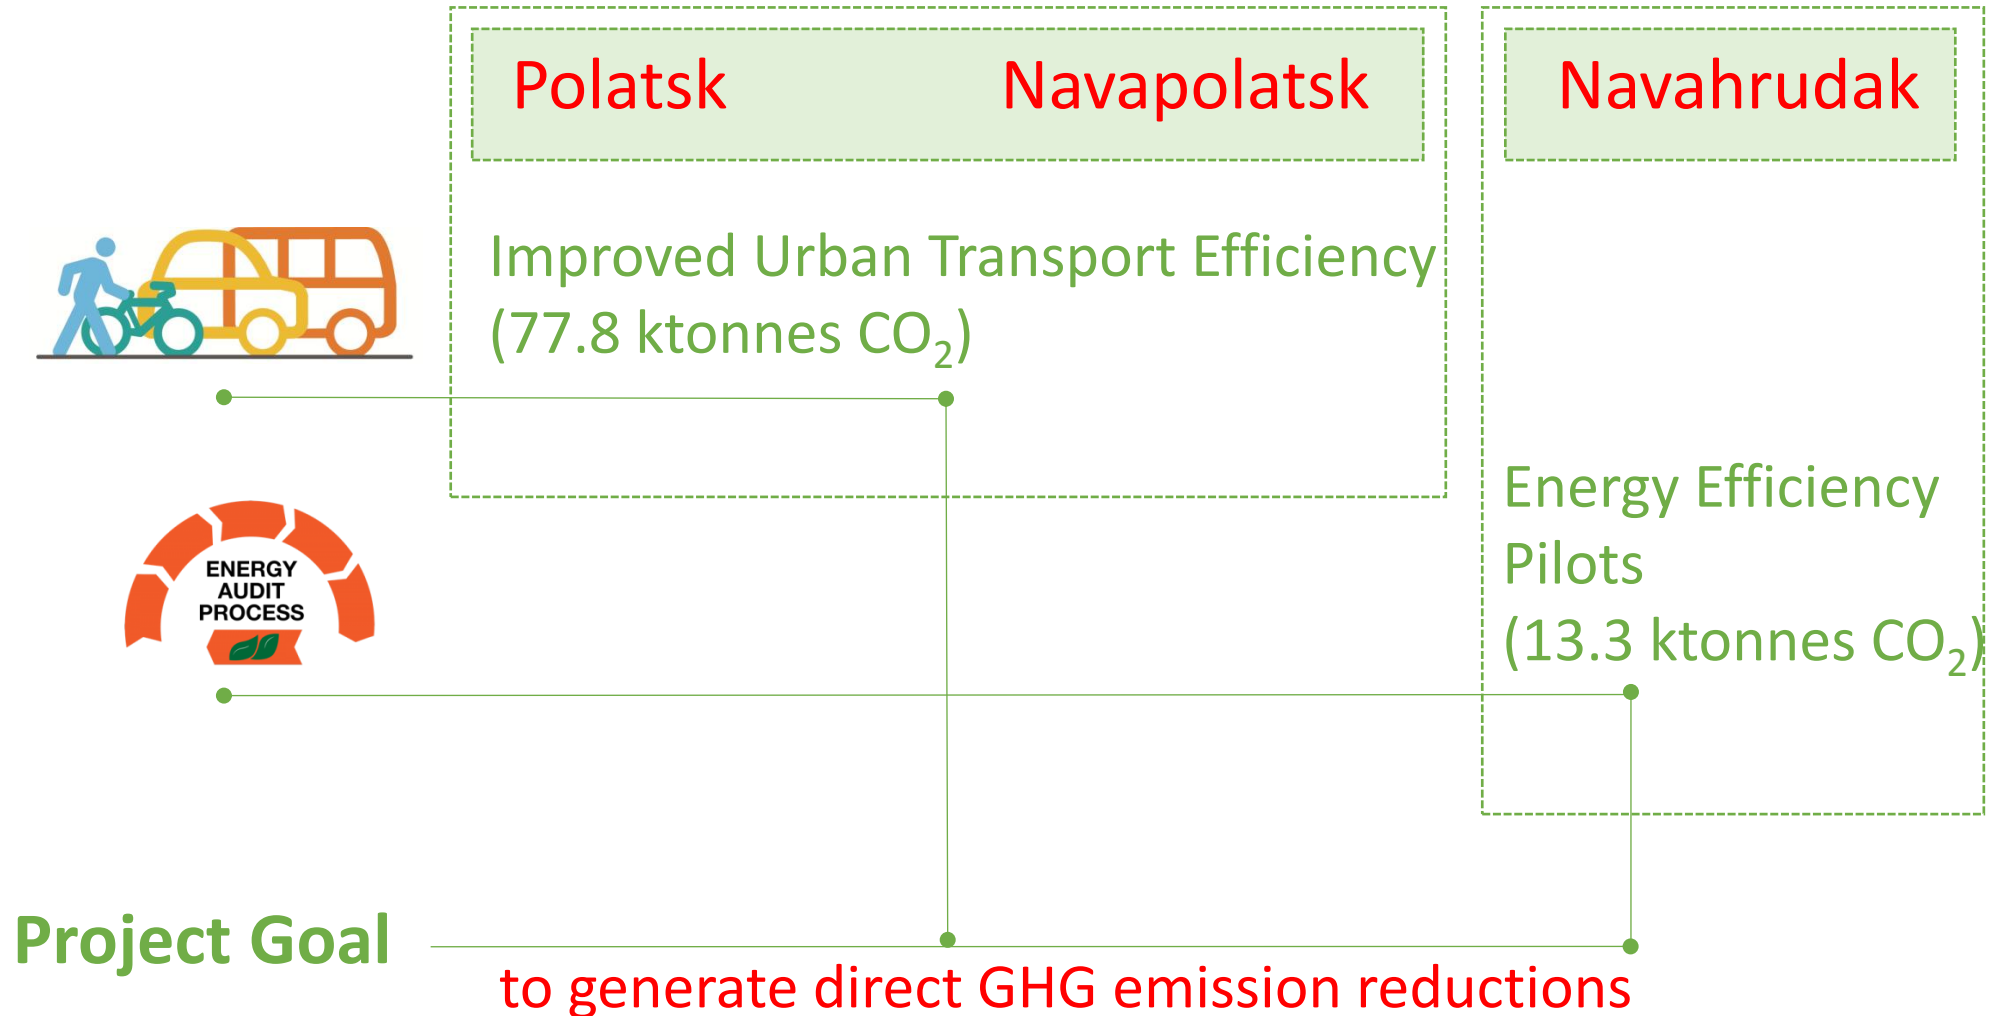 Polatsk Navapolatsk Navahrudak
Improved Urban Transport Efficiency
(77.8 ktonnes CO₂)
ENERGY
AUDIT
PROCESS
Energy Efficiency
Pilots
(13.3 ktonnes CO₂)
Project Goal
to generate direct GHG emission reductions